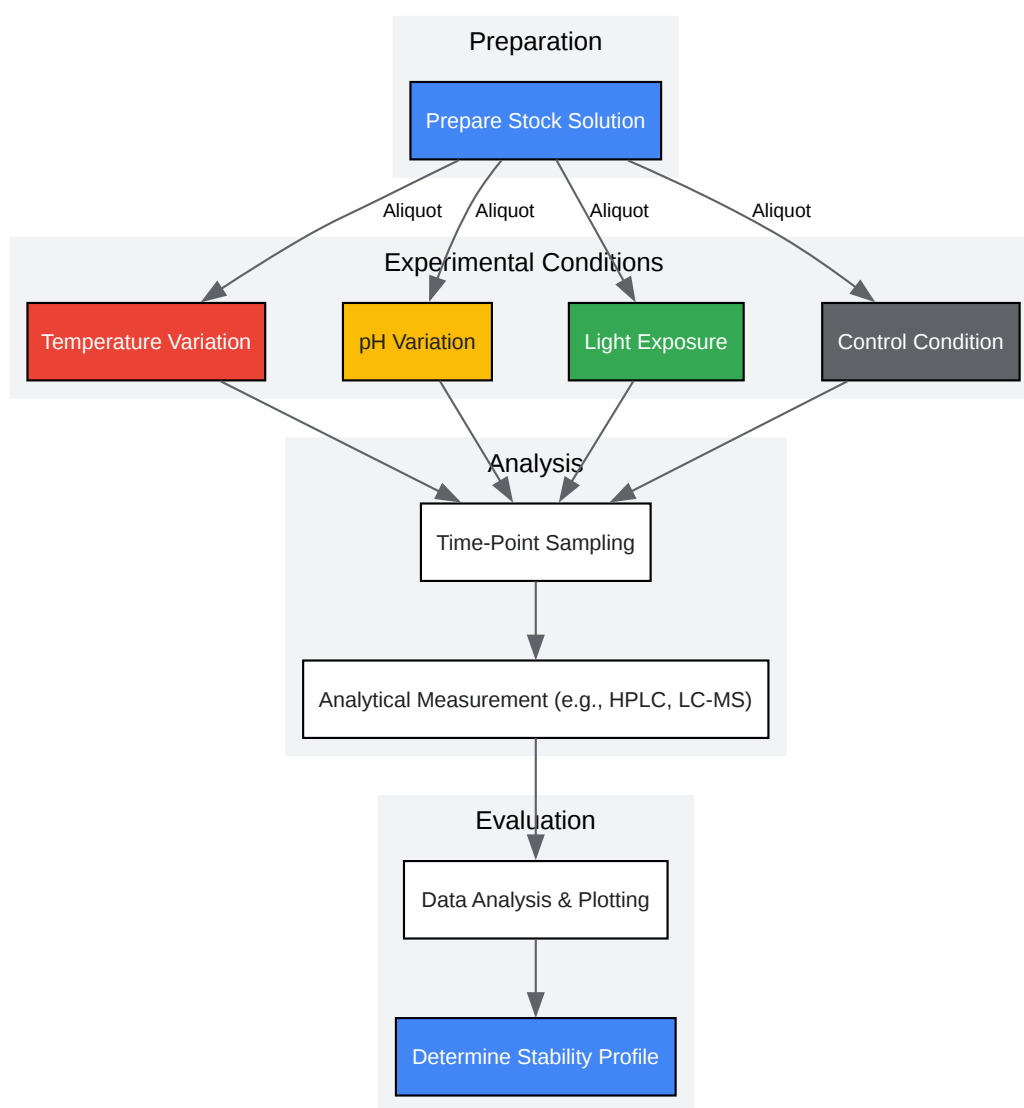 Preparation
Prepare Stock Solution
Aliquot
Aliquot
Aliquot
Aliquot
Experimental Conditions
Temperature Variation
pH Variation
Light Exposure
Control Condition
Analysis
Time-Point Sampling
Analytical Measurement (e.g., HPLC, LC-MS)
Evaluation
Data Analysis & Plotting
Determine Stability Profile